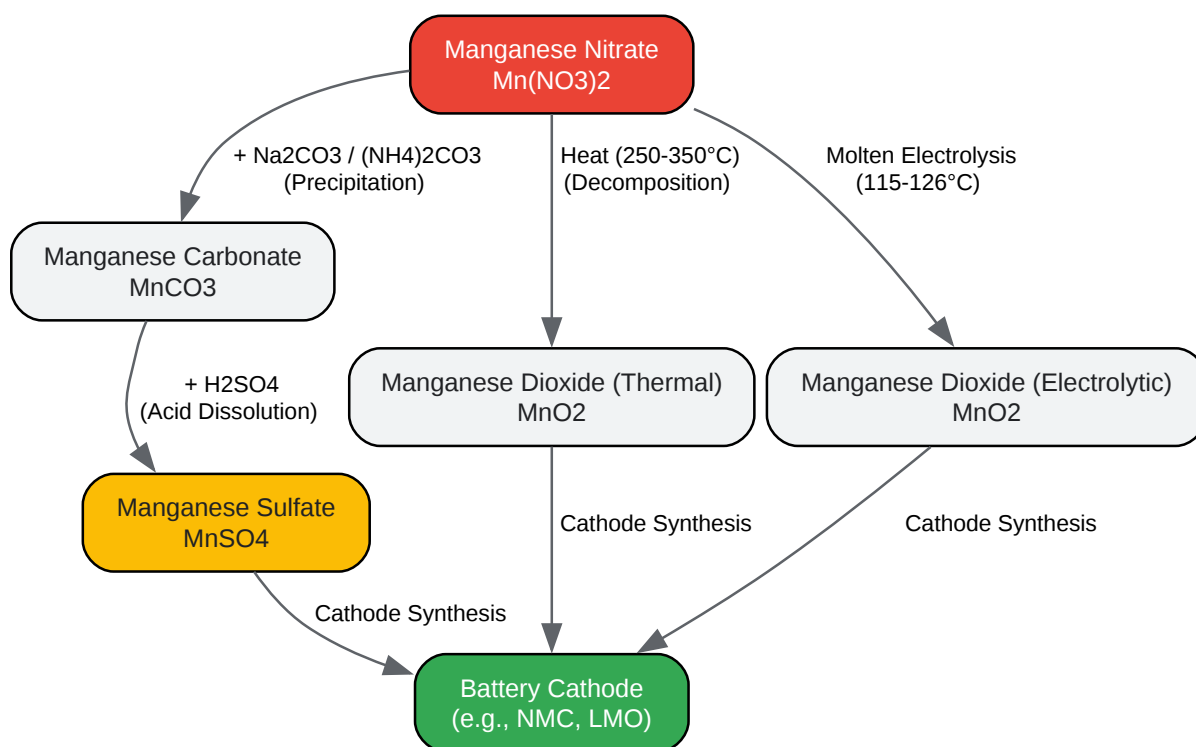 Manganese Nitrate
Mn(NO3)2
+ Na2CO3 / (NH4)2CO3
(Precipitation)
Heat (250-350°C)
(Decomposition)
Molten Electrolysis
(115-126°C)
Manganese Carbonate
MnCO3
+ H2SO4
(Acid Dissolution)
Manganese Dioxide (Thermal)
MnO2
Manganese Dioxide (Electrolytic)
MnO2
Manganese Sulfate
MnSO4
Cathode Synthesis
Cathode Synthesis
Cathode Synthesis
Battery Cathode
(e.g., NMC, LMO)